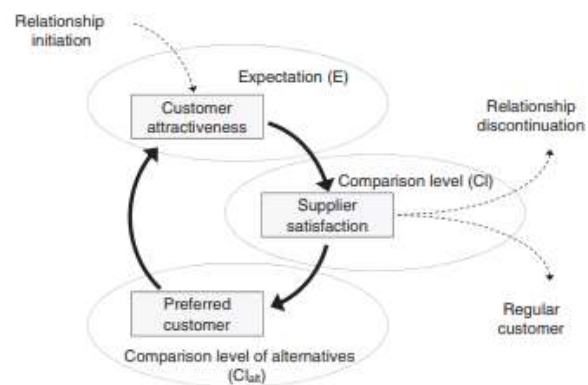 Relationship
initiation
Expectation (E)
Customer
attractiveness
Relationship
discontinuation
Comparison level (Cl)
Supplier
satisfaction
Preferred
customer
Regular
customer
Comparison level of alternatives
(Clalt)